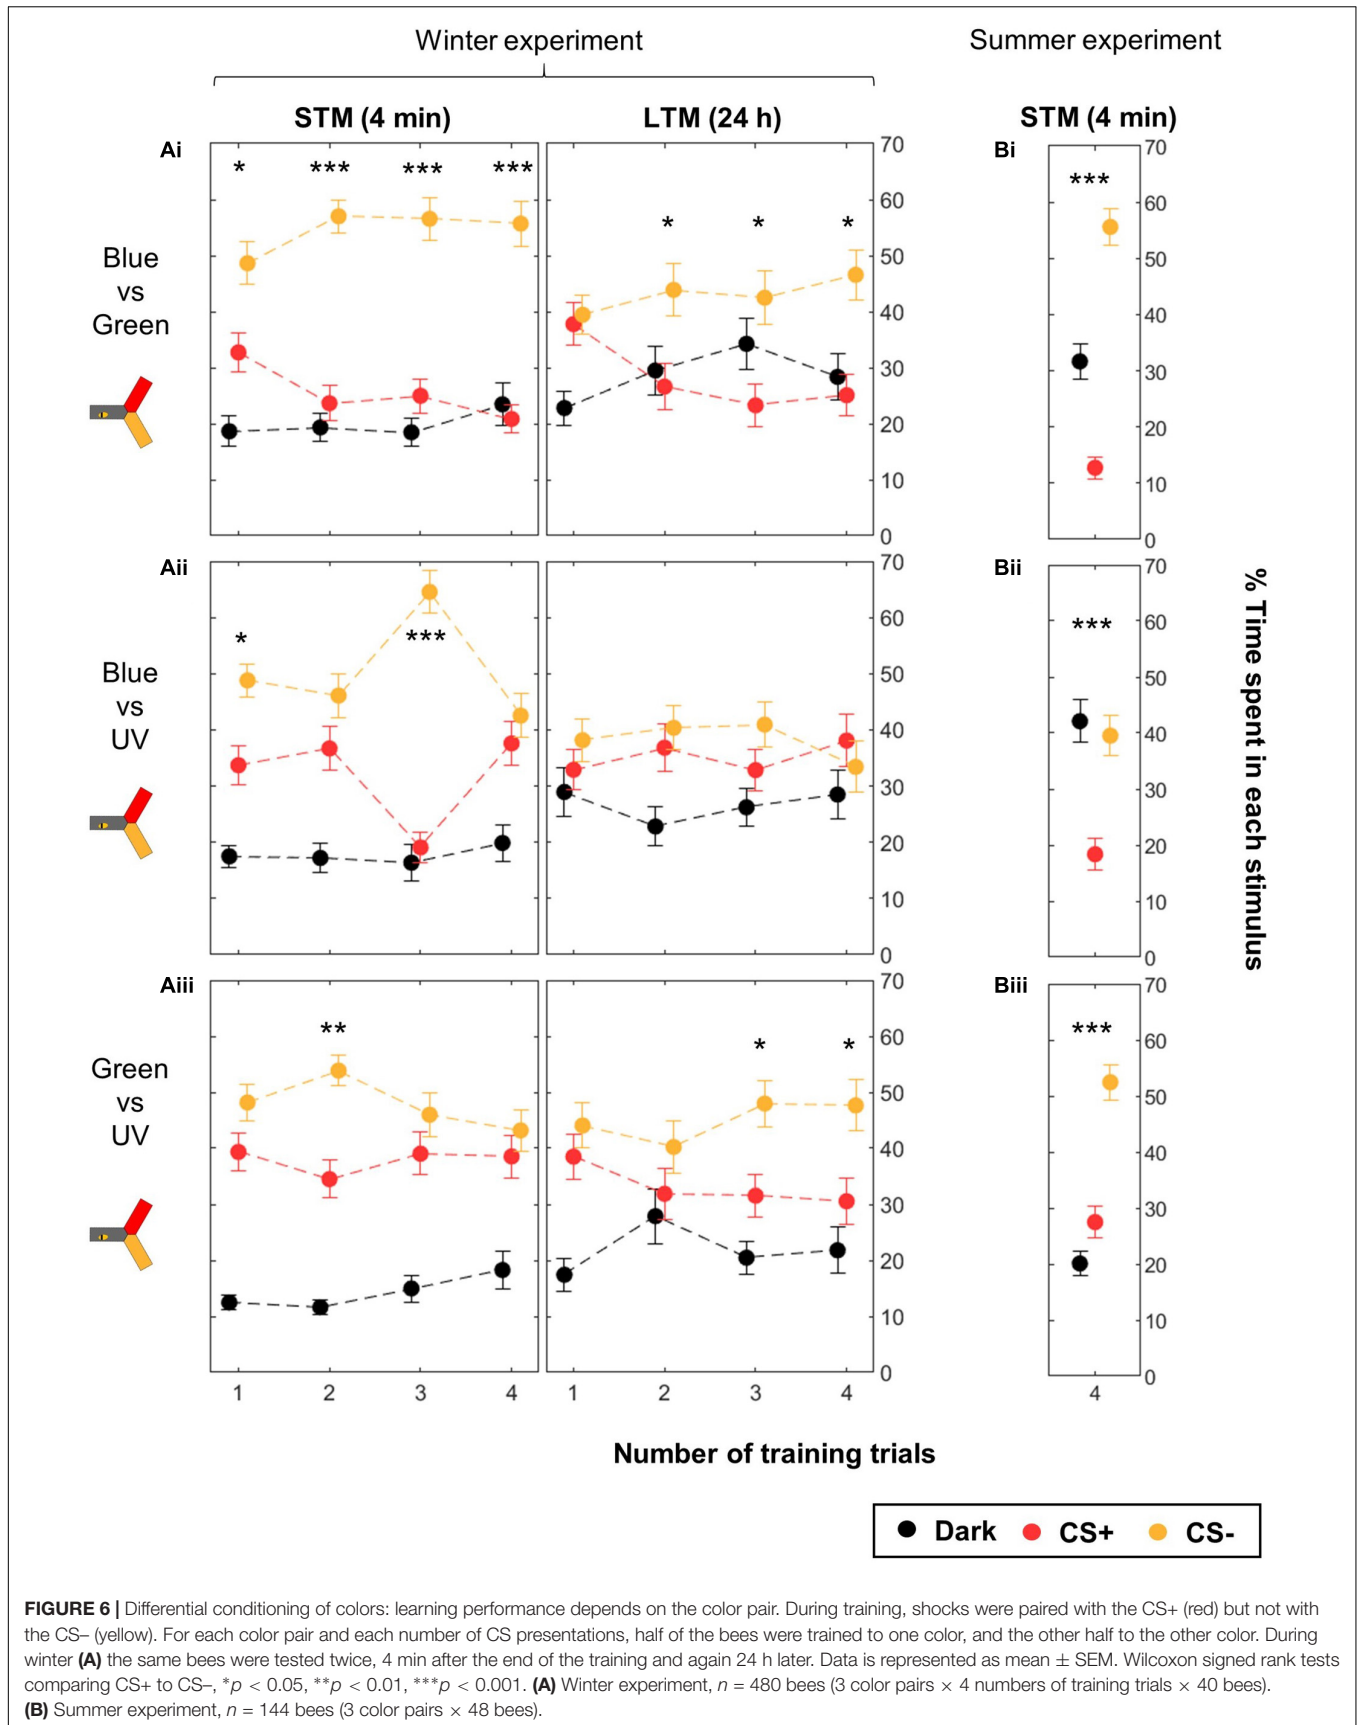 Winter experiment
Summer experiment
STM (4 min)
LTM (24 h)
STM (4 min)
Ai
* *** *** ***
70
60
50
40
30
20
10
0
* * *
Bi
***
70
60
50
40
30
20
10
0
Blue
vs
Green
Aii
* ***
70
60
50
40
30
20
10
0
Bii
***
70
60
50
40
30
20
10
0
Blue
vs
UV
% Time spent in each stimulus
Aiii
**
* *
70
60
50
40
30
20
10
0
Biii
***
70
60
50
40
30
20
10
0
Green
vs
UV
1 2 3 4
1 2 3 4
4
Number of training trials
Dark CS+ CS-
FIGURE 6 | Differential conditioning of colors: learning performance depends on the color pair. During training, shocks were paired with the CS+ (red) but not with
the CS– (yellow). For each color pair and each number of CS presentations, half of the bees were trained to one color, and the other half to the other color. During
winter (A) the same bees were tested twice, 4 min after the end of the training and again 24 h later. Data is represented as mean ± SEM. Wilcoxon signed rank tests
comparing CS+ to CS–, *p < 0.05, **p < 0.01, ***p < 0.001. (A) Winter experiment, n = 480 bees (3 color pairs × 4 numbers of training trials × 40 bees).
(B) Summer experiment, n = 144 bees (3 color pairs × 48 bees).